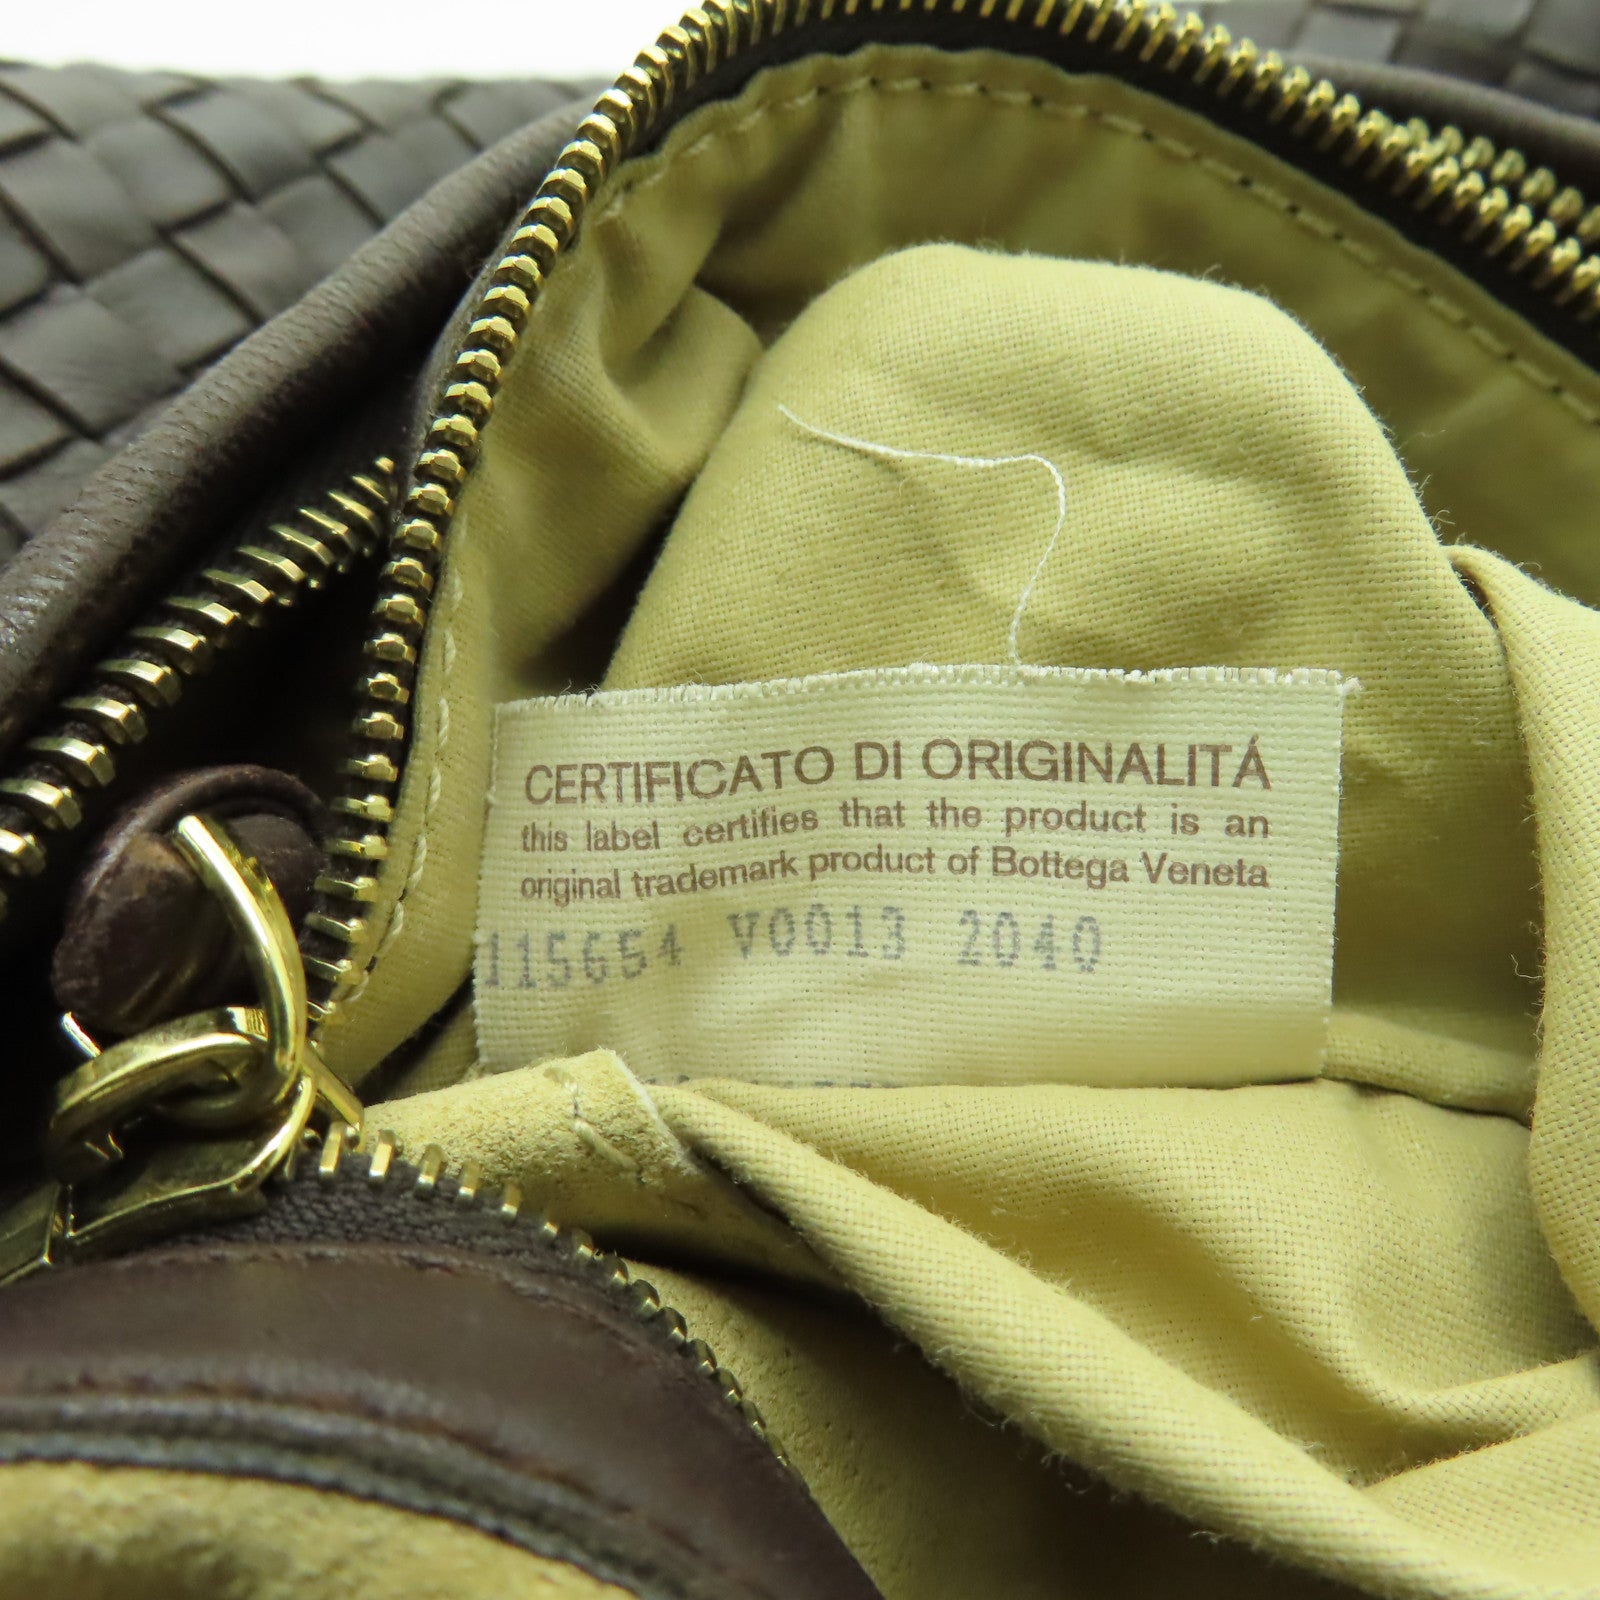 CERTIFICATO DI ORIGINALITÁ
this label certifies that the product is an
original trademark product of Bottega Veneta
115654 V0013 2040